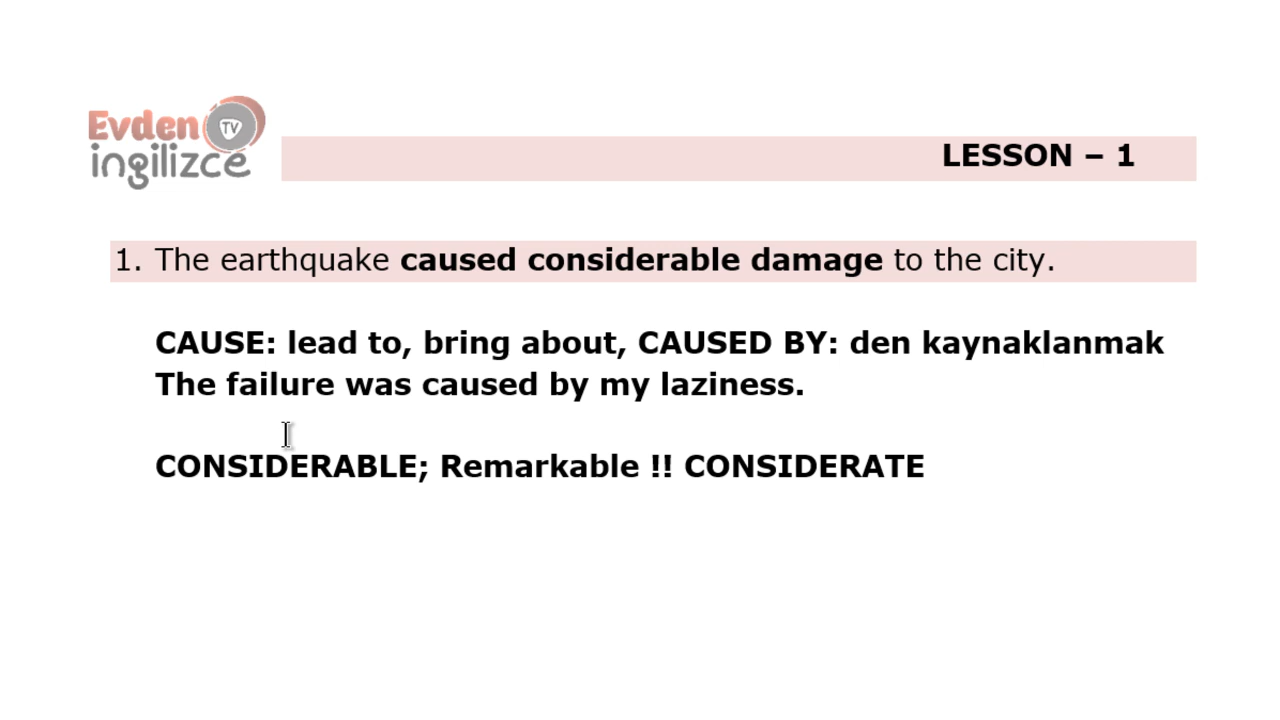 Evden TV
ingilizce
LESSON – 1
1. The earthquake caused considerable damage to the city.
CAUSE: lead to, bring about, CAUSED BY: den kaynaklanmak
The failure was caused by my laziness.
CONSIDERABLE; Remarkable !! CONSIDERATE